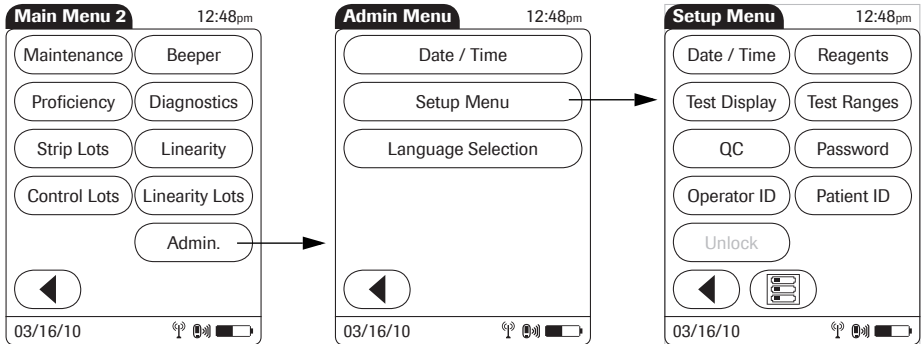 Main Menu 2 12:48pm
Maintenance Beeper
Proficiency Diagnostics
Strip Lots Linearity
Control Lots Linearity Lots
Admin.
03/16/10
Admin Menu 12:48pm
Date / Time
Setup Menu
Language Selection
03/16/10
Setup Menu 12:48pm
Date / Time Reagents
Test Display Test Ranges
QC Password
Operator ID Patient ID
Unlock
03/16/10